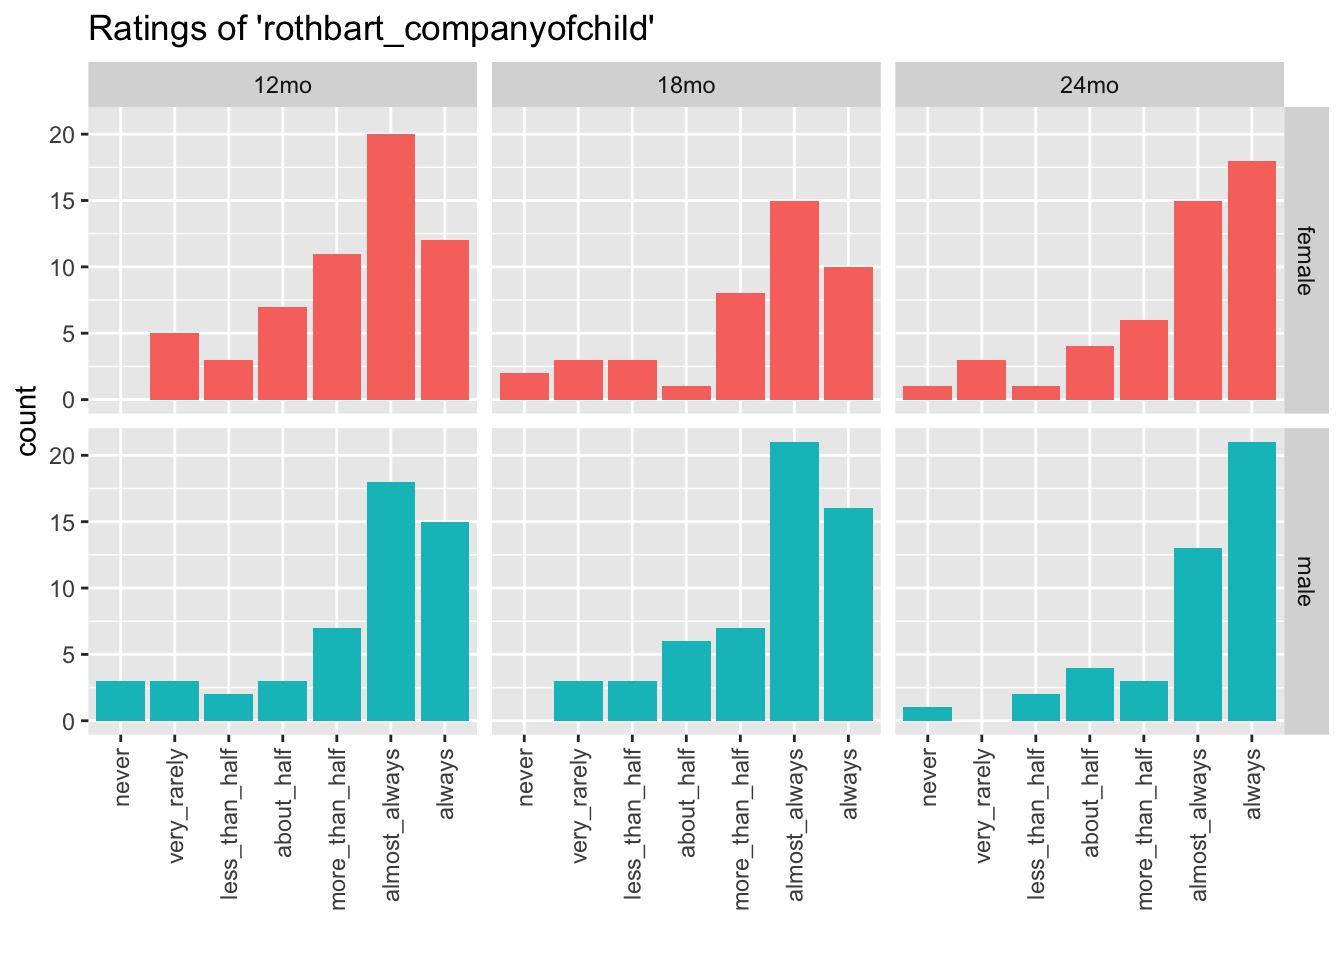 Ratings of 'rothbart_companyofchild'
12mo
18mo
24mo
20
15
10
5
0
female
count
20
15
10
5
0
male
never
very_rarely
less_than_half
about_half
more_than_half
almost_always
always
never
very_rarely
less_than_half
about_half
more_than_half
almost_always
always
never
very_rarely
less_than_half
about_half
more_than_half
almost_always
always